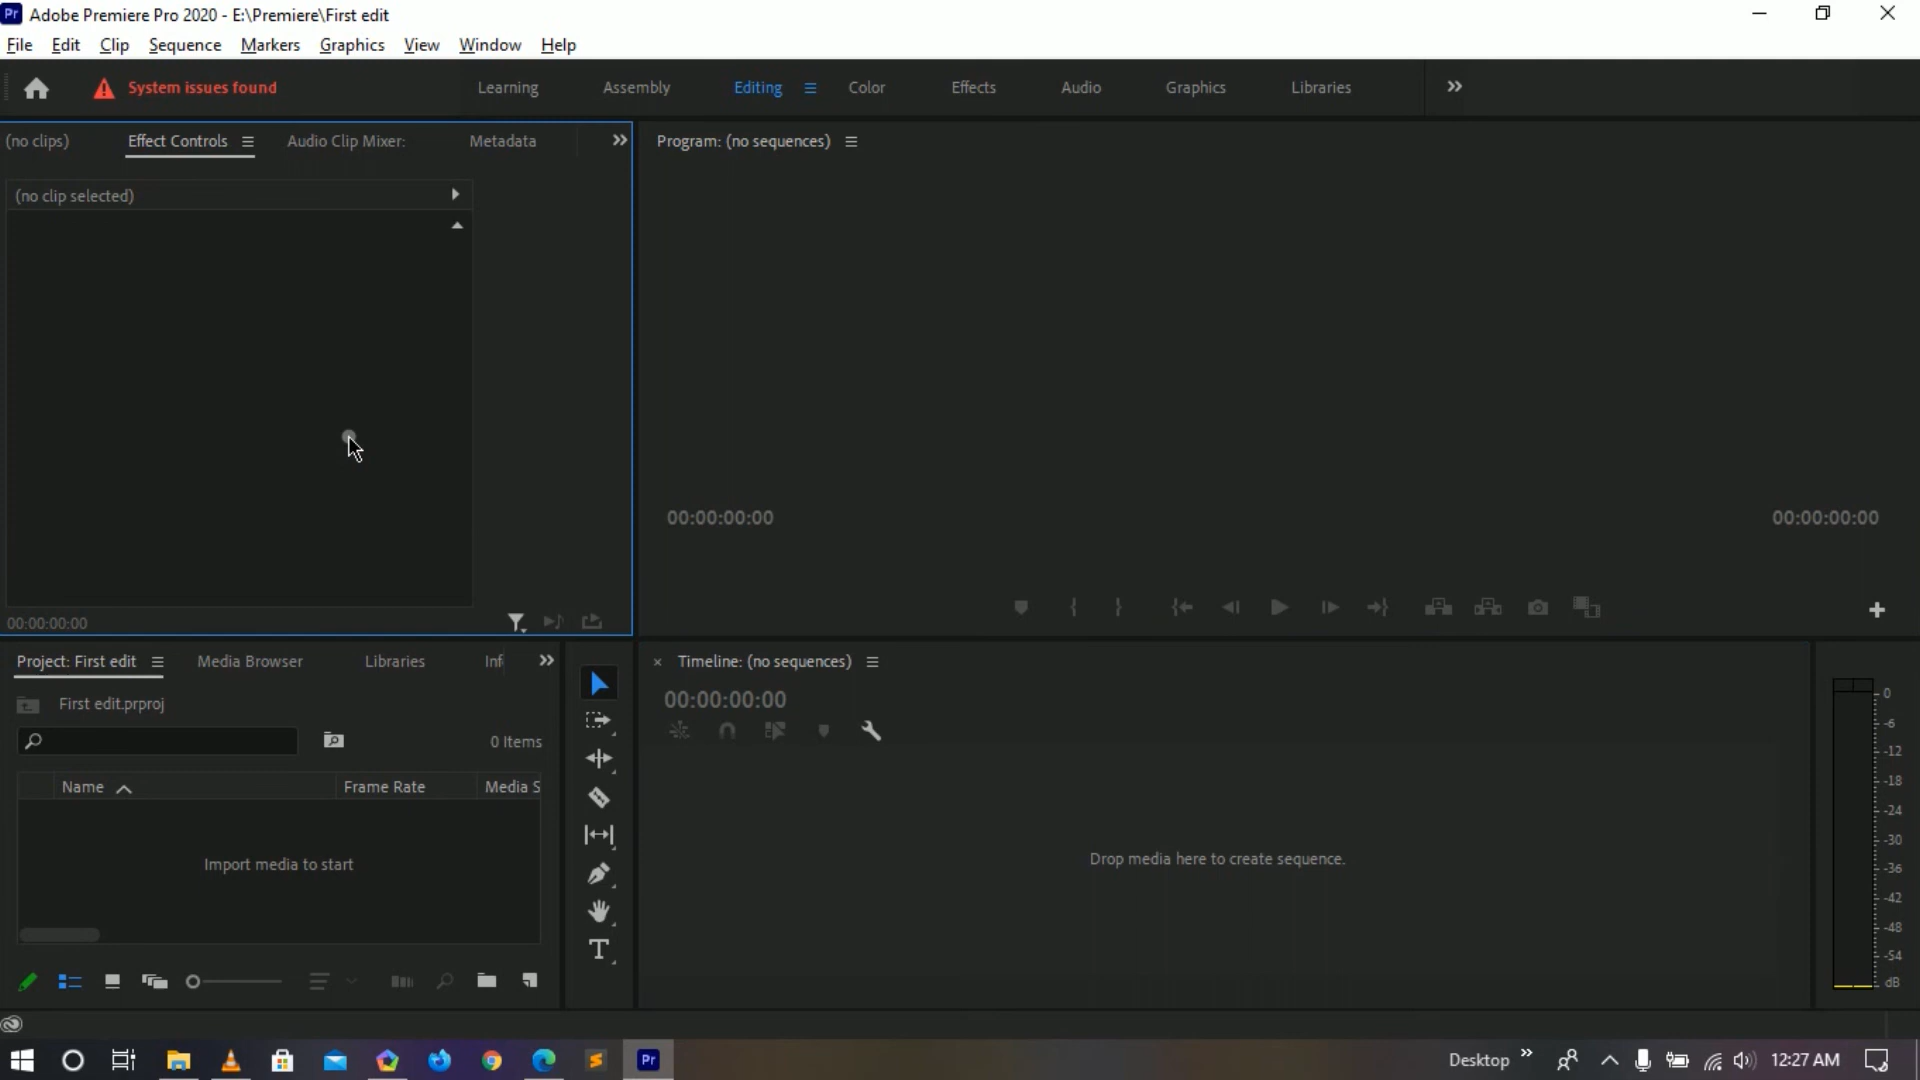 Pr Adobe Premiere Pro 2020 - E:\Premiere\First edit
File Edit Clip Sequence Markers Graphics View Window Help
System issues found Learning Assembly Editing Color Effects Audio Graphics Libraries
(no clips) Effect Controls Audio Clip Mixer: Metadata
Program: (no sequences)
(no clip selected)
00:00:00:00 00:00:00:00
00:00:00:00
Project: First edit Media Browser Libraries Inf
Timeline: (no sequences)
00:00:00:00
First edit.prproj
0 Items
Name Frame Rate Media S
Import media to start
Drop media here to create sequence.
T
0
-6
-12
-18
-24
-30
-36
-42
-48
-54
dB
Pr
Desktop 12:27 AM